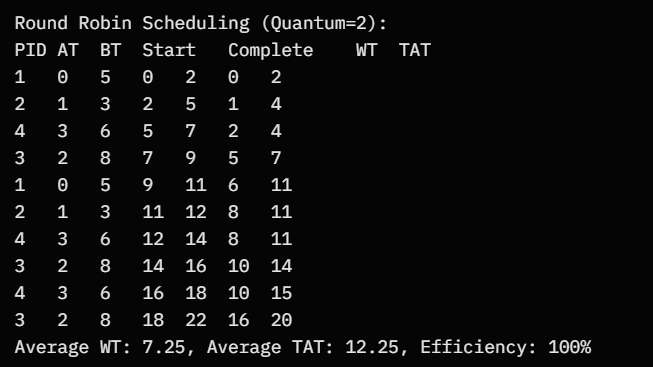 Round Robin Scheduling (Quantum=2):
PID AT  BT  Start   Complete    WT  TAT
1   0   5   0   2   0   2
2   1   3   2   5   1   4
4   3   6   5   7   2   4
3   2   8   7   9   5   7
1   0   5   9   11  6   11
2   1   3   11  12  8   11
4   3   6   12  14  8   11
3   2   8   14  16  10  14
4   3   6   16  18  10  15
3   2   8   18  22  16  20
Average WT: 7.25, Average TAT: 12.25, Efficiency: 100%